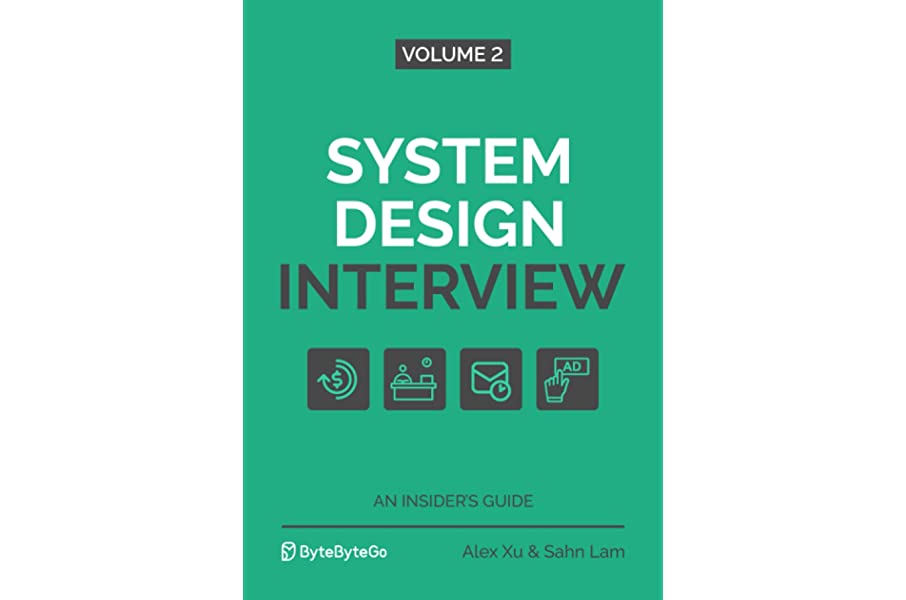 VOLUME 2
SYSTEM
DESIGN
INTERVIEW
AD
AN INSIDER'S GUIDE
ByteByteGo
Alex Xu & Sahn Lam